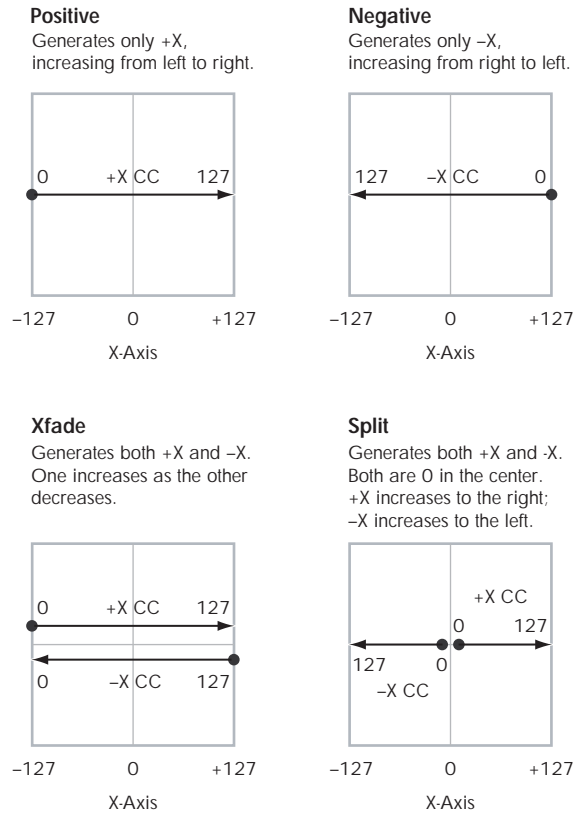 Positive
Generates only +X,
increasing from left to right.
0 +X CC 127
–127 0 +127
X-Axis
Negative
Generates only –X,
increasing from right to left.
127 –X CC 0
–127 0 +127
X-Axis
Xfade
Generates both +X and –X.
One increases as the other
decreases.
0 +X CC 127
0 –X CC 127
–127 0 +127
X-Axis
Split
Generates both +X and -X.
Both are 0 in the center.
+X increases to the right;
–X increases to the left.
+X CC
0 127
127 0
–X CC
–127 0 +127
X-Axis